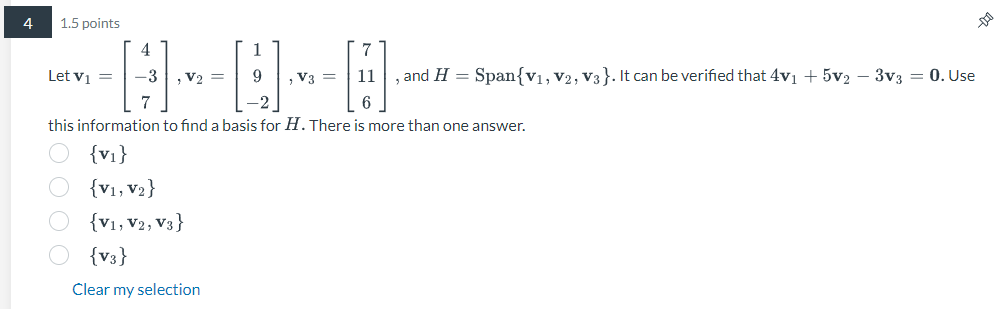 4 1.5 points
Let v₁ = [4 −3 7], v₂ = [1 9 −2], v₃ = [7 11 6], and H = Span{v₁, v₂, v₃}. It can be verified that 4v₁ + 5v₂ − 3v₃ = 0. Use
this information to find a basis for H. There is more than one answer.
{v₁}
{v₁, v₂}
{v₁, v₂, v₃}
{v₃}
Clear my selection